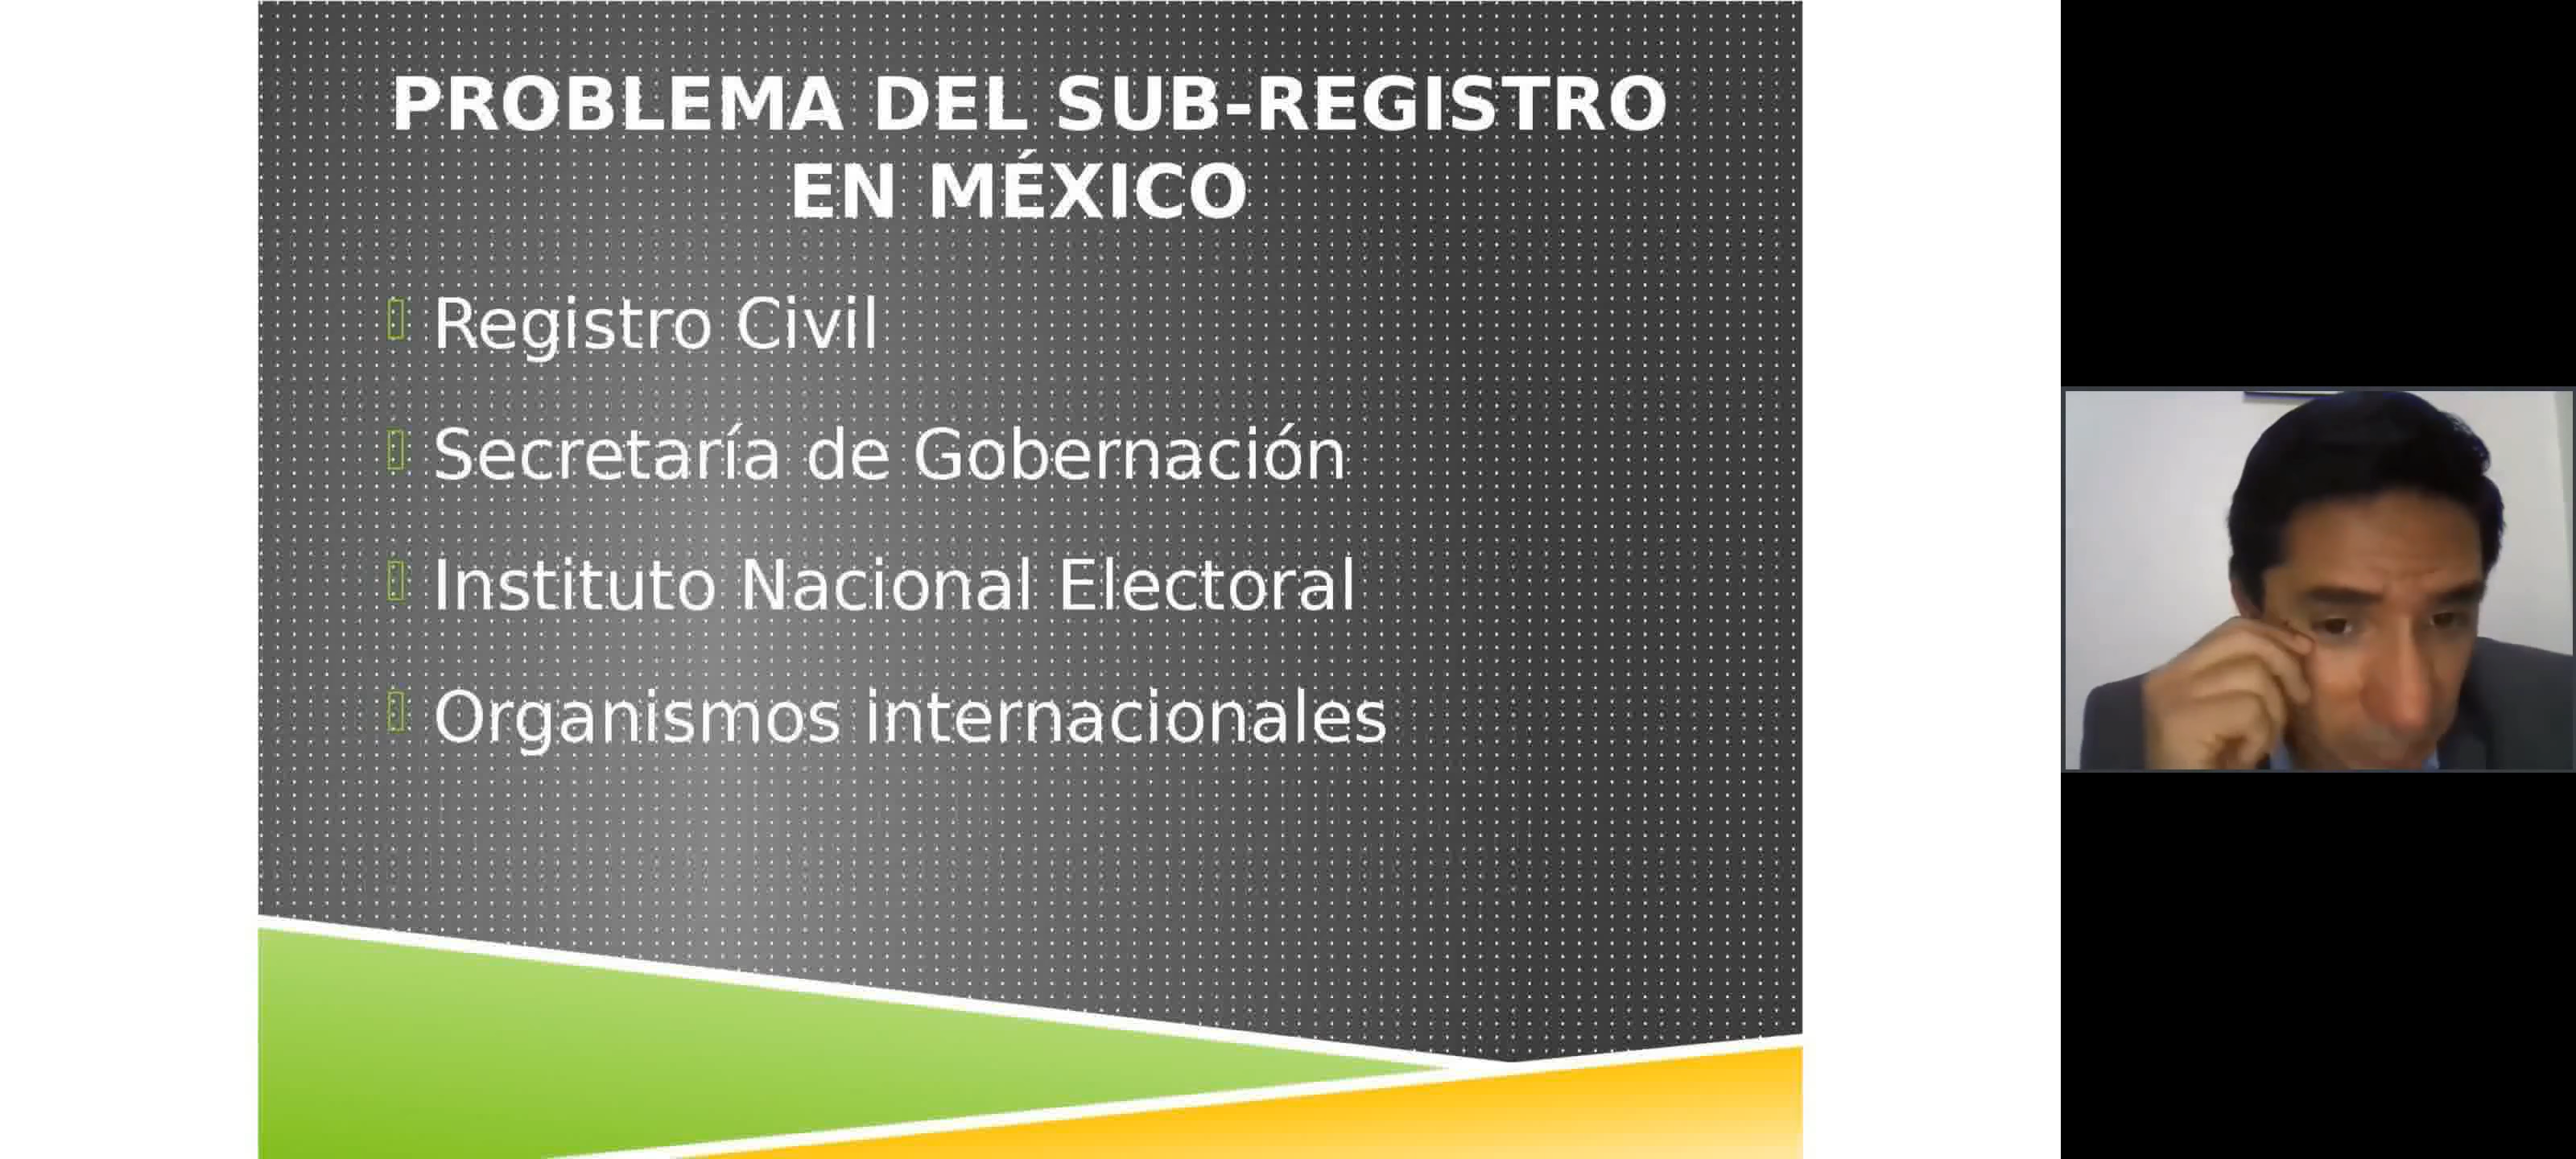 PROBLEMA DEL SUB-REGISTRO
EN MÉXICO
Registro Civil
Secretaría de Gobernación
Instituto Nacional Electoral
Organismos internacionales